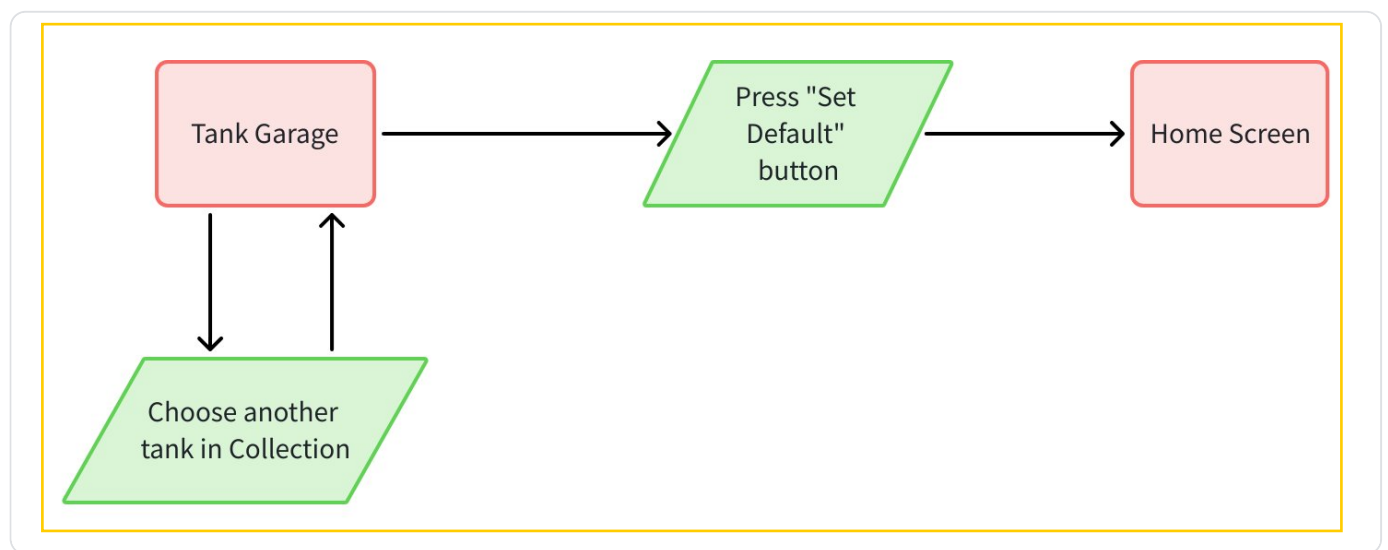 Tank Garage
Press "Set
Default"
button
Home Screen
Choose another
tank in Collection